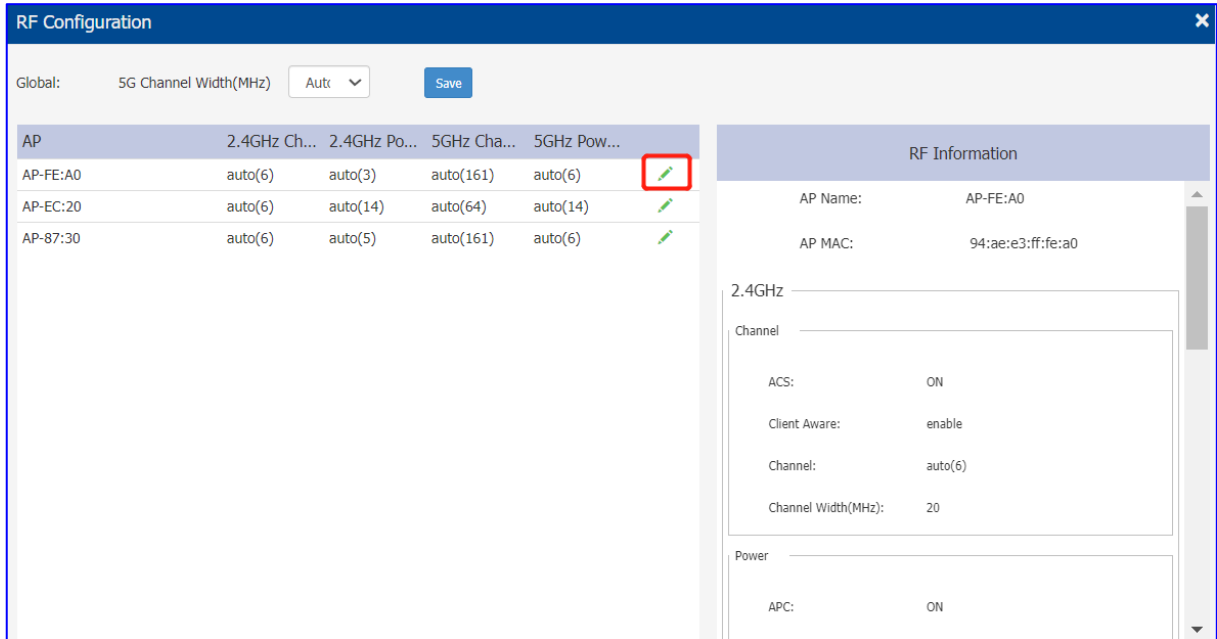 RF Configuration
Global: 5G Channel Width(MHz) Auto Save
AP 2.4GHz Ch... 2.4GHz Po... 5GHz Cha... 5GHz Pow...
AP-FE:A0 auto(6) auto(3) auto(161) auto(6)
AP-EC:20 auto(6) auto(14) auto(64) auto(14)
AP-87:30 auto(6) auto(5) auto(161) auto(6)
RF Information
AP Name: AP-FE:A0
AP MAC: 94:ae:e3:ff:fe:a0
2.4GHz
Channel
ACS: ON
Client Aware: enable
Channel: auto(6)
Channel Width(MHz): 20
Power
APC: ON